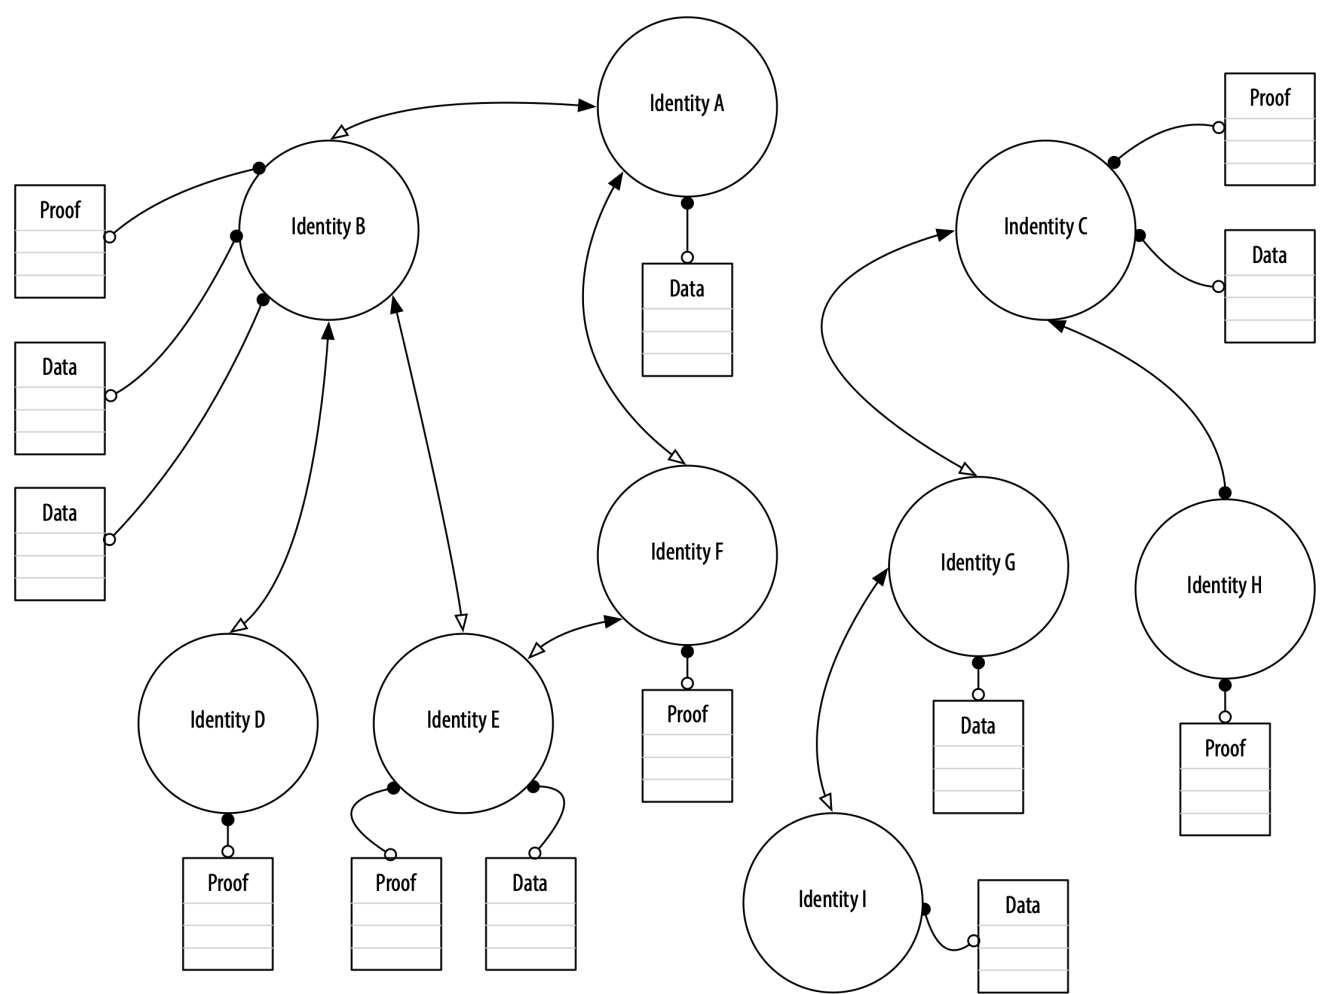 Identity A
Proof
Identity B
Indentity C
Proof
Data
Data
Data
Data
Identity F
Identity G
Identity H
Identity D
Identity E
Proof
Data
Proof
Proof
Proof
Data
Identity I
Data